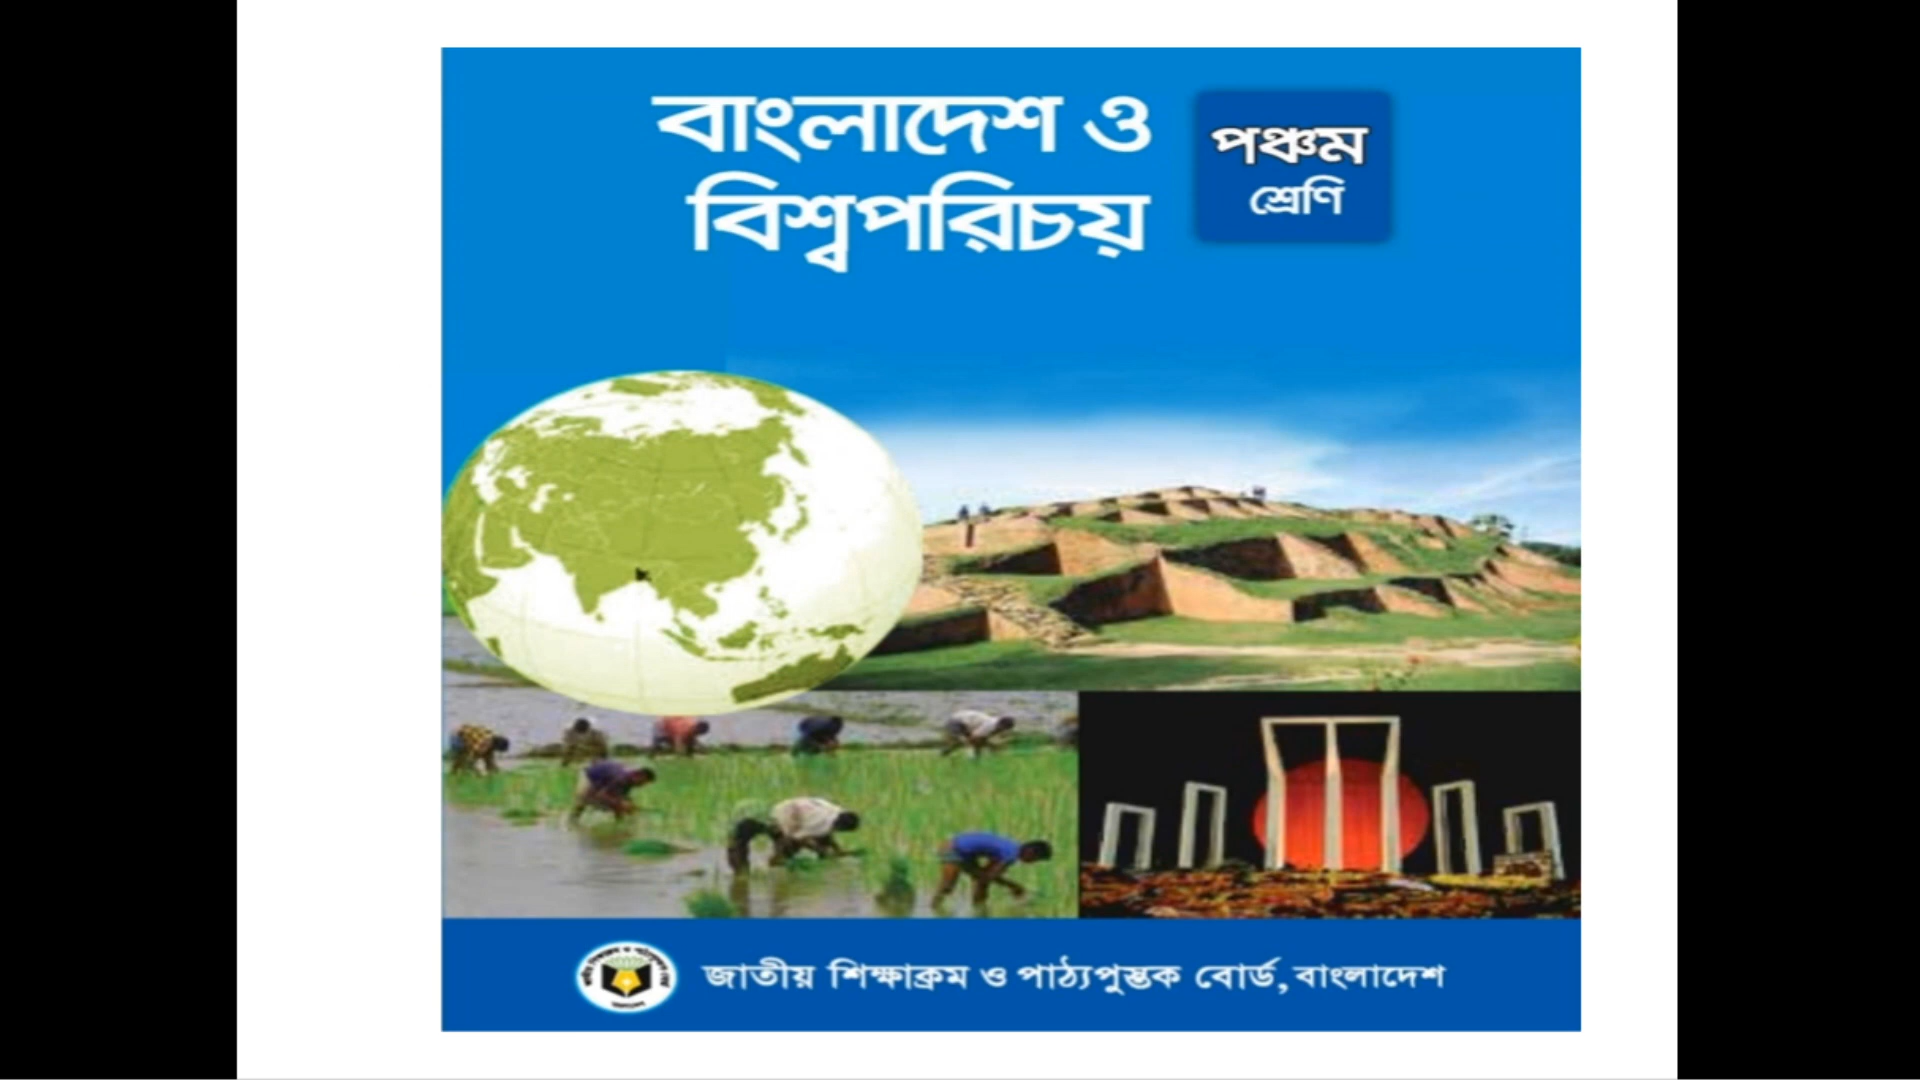 বাংলাদেশ ও
বিশ্বপরিচয়
পঞ্চম
শ্রেণি
জাতীয় শিক্ষাক্রম ও পাঠ্যপুস্তক বোর্ড, বাংলাদেশ